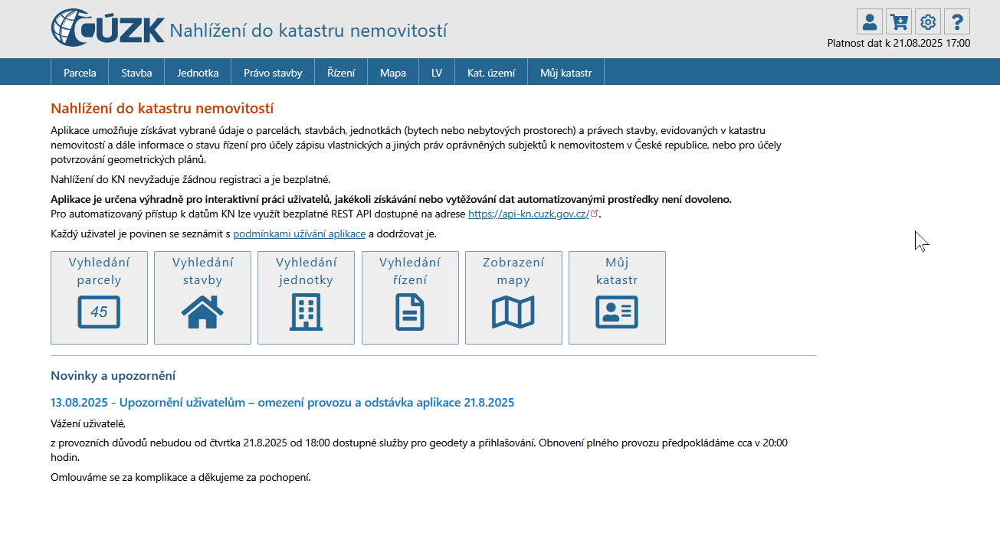 ČÚZK Nahlížení do katastru nemovitostí
Platnost dat k 21.08.2025 17:00
Parcela Stavba Jednotka Právo stavby Řízení Mapa LV Kat. území Můj katastr
Nahlížení do katastru nemovitostí
Aplikace umožňuje získávat vybrané údaje o parcelách, stavbách, jednotkách (bytech nebo nebytových prostorech) a právech stavby, evidovaných v katastru
nemovitostí a dále informace o stavu řízení pro účely zápisu vlastnických a jiných práv oprávněných subjektů k nemovitostem v České republice, nebo pro účely
potvrzování geometrických plánů.
Nahlížení do KN nevyžaduje žádnou registraci a je bezplatné.
Aplikace je určena výhradně pro interaktivní práci uživatelů, jakékoli získávání nebo vytěžování dat automatizovanými prostředky není dovoleno.
Pro automatizovaný přístup k datům KN lze využít bezplatné REST API dostupné na adrese https://api-kn.cuzk.gov.cz/.
Každý uživatel je povinen se seznámit s podmínkami užívání aplikace a dodržovat je.
Vyhledání
parcely
45
Vyhledání
stavby
Vyhledání
jednotky
Vyhledání
řízení
Zobrazení
mapy
Můj
katastr
Novinky a upozornění
13.08.2025 - Upozornění uživatelům – omezení provozu a odstávka aplikace 21.8.2025
Vážení uživatelé,
z provozních důvodů nebudou od čtvrtka 21.8.2025 od 18:00 dostupné služby pro geodety a přihlašování. Obnovení plného provozu předpokládáme cca v 20:00
hodin.
Omlouváme se za komplikace a děkujeme za pochopení.